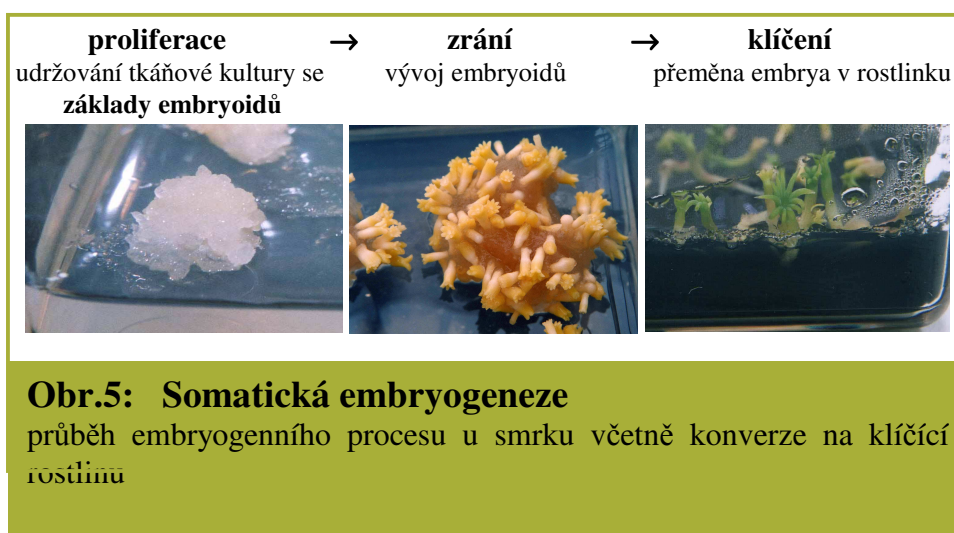 proliferace → zrání → klíčení
udržování tkáňové kultury se vývoj embryoidů přeměna embrya v rostlinku
základy embryoidů
Obr.5: Somatická embryogeneze
průběh embryogenního procesu u smrku včetně konverze na klíčící
rostlinu